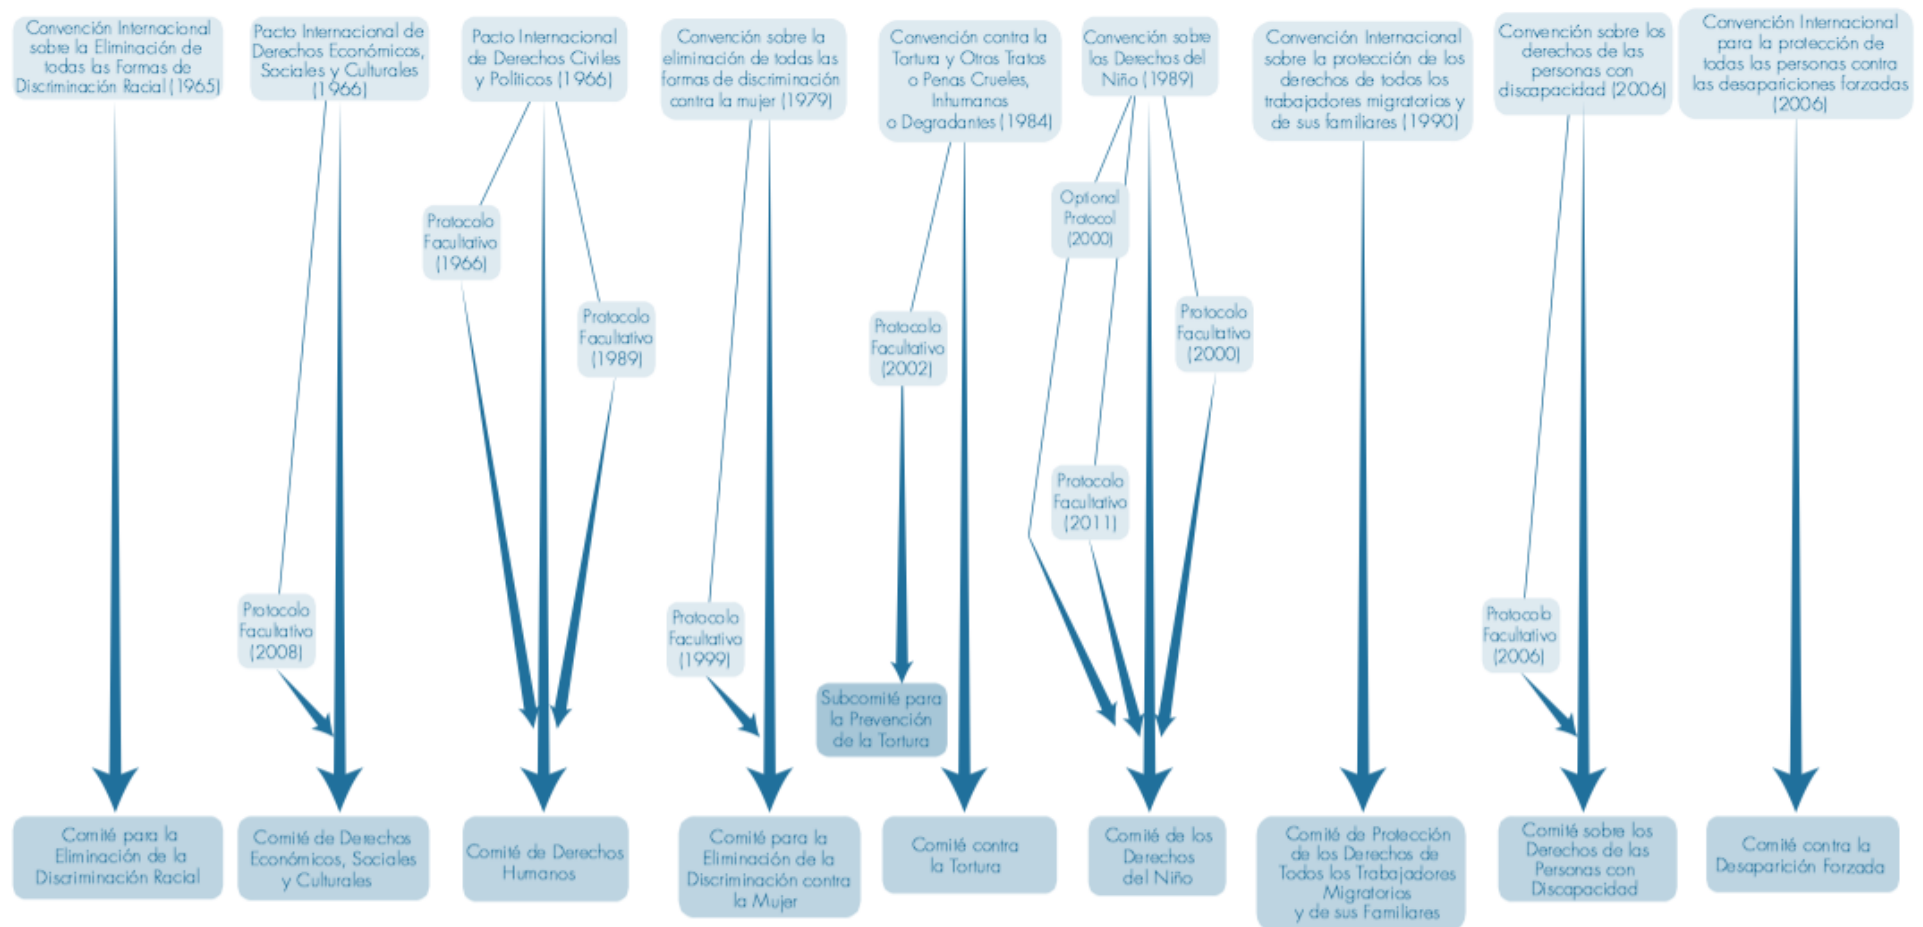 Convención Internacional
sobre la Eliminación de
todas las Formas de
Discriminación Racial (1965)
Pacto Internacional de
Derechos Económicos,
Sociales y Culturales
(1966)
Pacto Internacional
de Derechos Civiles
y Políticos (1966)
Convención sobre la
eliminación de todas las
formas de discriminación
contra la mujer (1979)
Convención contra la
Tortura y Otros Tratos
o Penas Crueles,
Inhumanos
o Degradantes (1984)
Convención sobre
los Derechos del
Niño (1989)
Convención Internacional
sobre la protección de los
derechos de todos los
trabajadores migratorios y
de sus familiares (1990)
Convención sobre los
derechos de las
personas con
discapacidad (2006)
Convención Internacional
para la protección de
todas las personas contra
las desapariciones forzadas
(2006)
Protocolo
Facultativo
(1966)
Protocolo
Facultativo
(1989)
Protocolo
Facultativo
(2002)
Optional
Protocol
(2000)
Protocolo
Facultativo
(2000)
Protocolo
Facultativo
(2011)
Protocolo
Facultativo
(2008)
Protocolo
Facultativo
(1999)
Protocolo
Facultativo
(2006)
Subcomité para
la Prevención
de la Tortura
Comité para la
Eliminación de la
Discriminación Racial
Comité de Derechos
Económicos, Sociales
y Culturales
Comité de Derechos
Humanos
Comité para la
Eliminación de la
Discriminación contra
la Mujer
Comité contra
la Tortura
Comité de los
Derechos
del Niño
Comité de Protección
de los Derechos de
Todos los Trabajadores
Migratorios
y de sus Familiares
Comité sobre los
Derechos de las
Personas con
Discapacidad
Comité contra la
Desaparición Forzada